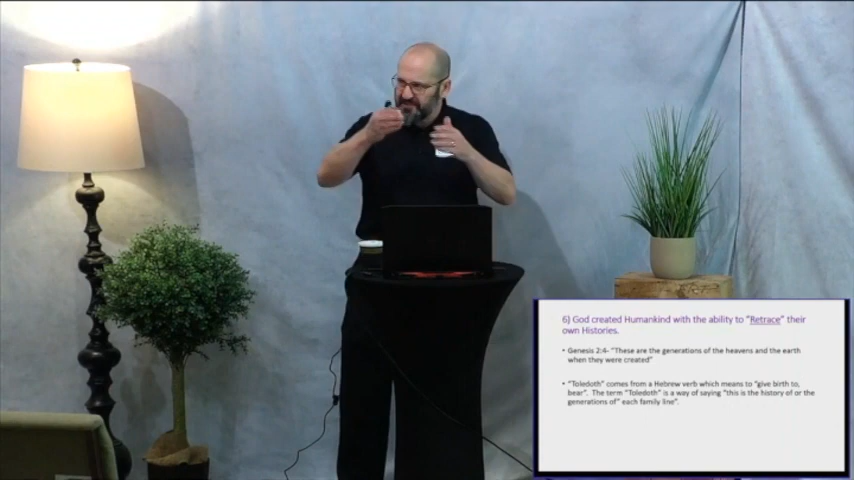 6) God created Humankind with the ability to "Retrace" their
own Histories.
• Genesis 2:4- "These are the generations of the heavens and the earth
when they were created"
• "Toledoth" comes from a Hebrew verb which means to "give birth to,
bear". The term "Toledoth" is a way of saying "this is the history of or the
generations of" each family line".